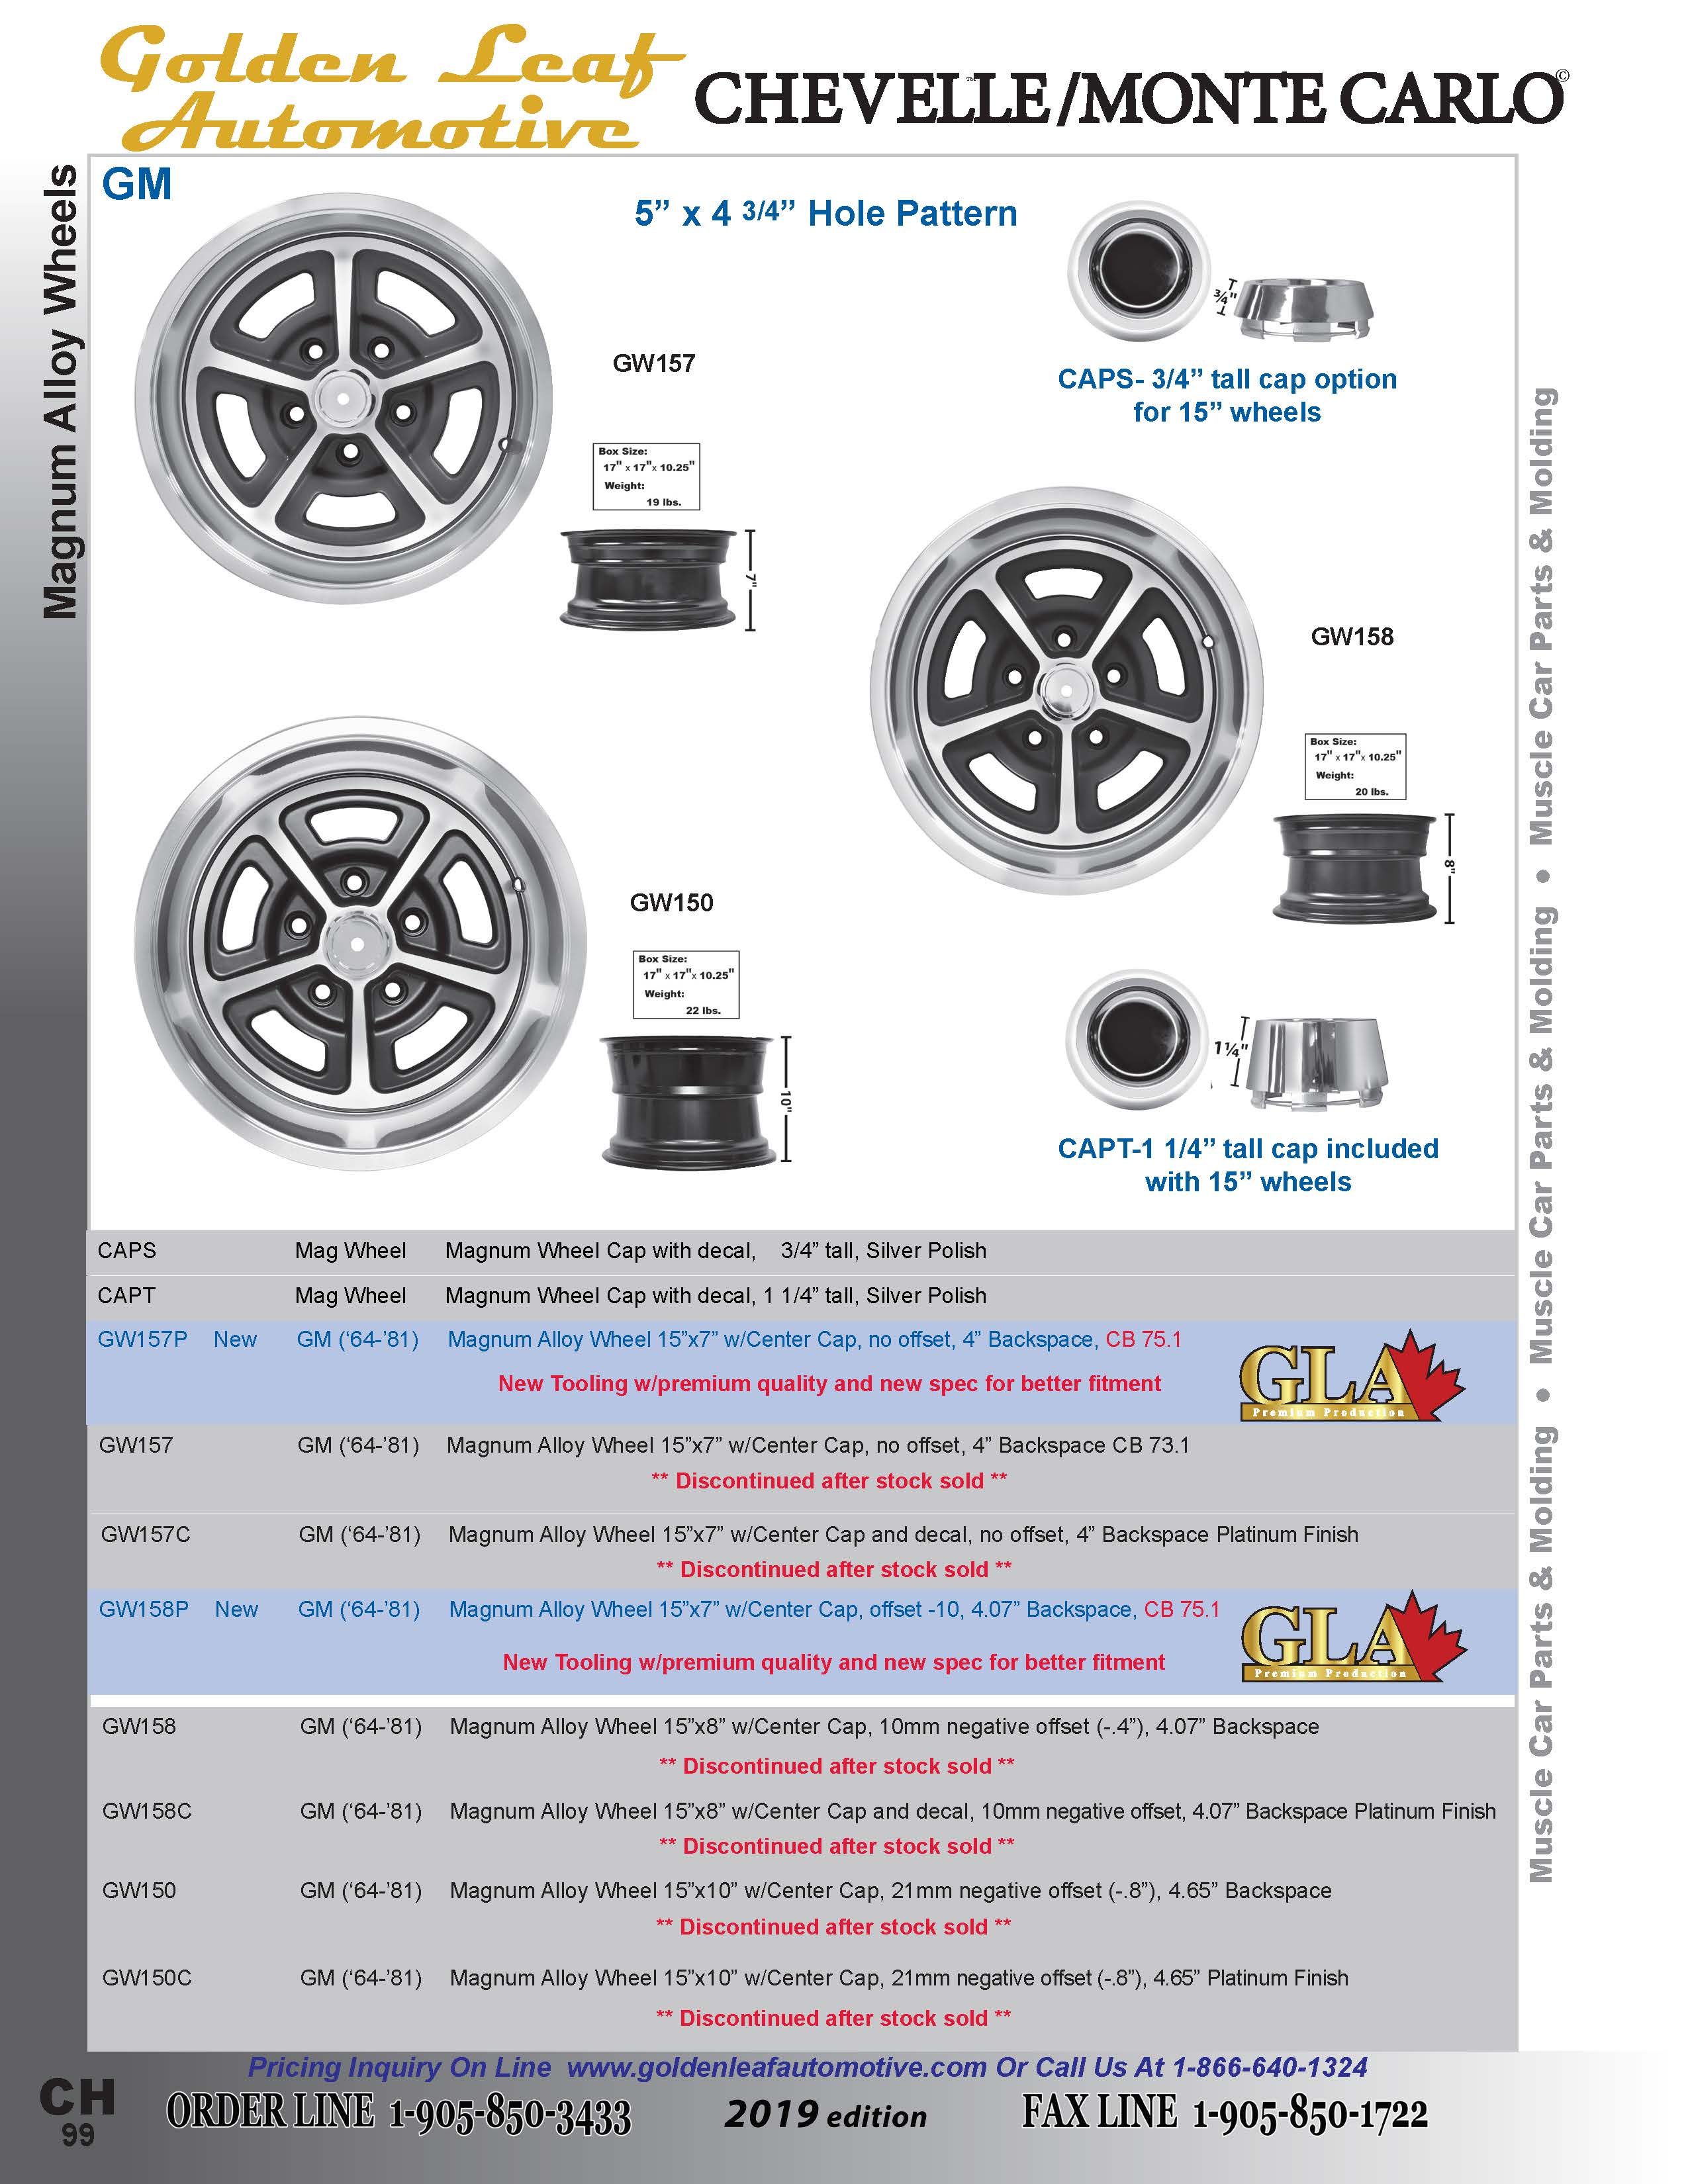 Golden Leaf
Automotive
CHEVELLE/MONTE CARLO©
Magnum Alloy Wheels
GM
5” x 4 3/4” Hole Pattern
GW157
Box Size:
17" x 17"x 10.25"
Weight:
19 lbs.
7"
3/4"
CAPS- 3/4” tall cap option
for 15” wheels
GW158
Box Size:
17" x 17"x 10.25"
Weight:
20 lbs.
8"
GW150
Box Size:
17" x 17"x 10.25"
Weight:
22 lbs.
10"
1¼"
CAPT-1 1/4” tall cap included
with 15” wheels
CAPS Mag Wheel Magnum Wheel Cap with decal, 3/4” tall, Silver Polish
CAPT Mag Wheel Magnum Wheel Cap with decal, 1 1/4” tall, Silver Polish
GW157P New GM (‘64-’81) Magnum Alloy Wheel 15”x7” w/Center Cap, no offset, 4” Backspace, CB 75.1
New Tooling w/premium quality and new spec for better fitment
GLA
Premium Production
GW157 GM (‘64-’81) Magnum Alloy Wheel 15”x7” w/Center Cap, no offset, 4” Backspace CB 73.1
** Discontinued after stock sold **
GW157C GM (‘64-’81) Magnum Alloy Wheel 15”x7” w/Center Cap and decal, no offset, 4” Backspace Platinum Finish
** Discontinued after stock sold **
GW158P New GM (‘64-’81) Magnum Alloy Wheel 15”x7” w/Center Cap, offset -10, 4.07” Backspace, CB 75.1
New Tooling w/premium quality and new spec for better fitment
GLA
Premium Production
GW158 GM (‘64-’81) Magnum Alloy Wheel 15”x8” w/Center Cap, 10mm negative offset (-.4”), 4.07” Backspace
** Discontinued after stock sold **
GW158C GM (‘64-’81) Magnum Alloy Wheel 15”x8” w/Center Cap and decal, 10mm negative offset, 4.07” Backspace Platinum Finish
** Discontinued after stock sold **
GW150 GM (‘64-’81) Magnum Alloy Wheel 15”x10” w/Center Cap, 21mm negative offset (-.8”), 4.65” Backspace
** Discontinued after stock sold **
GW150C GM (‘64-’81) Magnum Alloy Wheel 15”x10” w/Center Cap, 21mm negative offset (-.8”), 4.65” Platinum Finish
** Discontinued after stock sold **
Muscle Car Parts & Molding • Muscle Car Parts & Molding • Muscle Car Parts & Molding
Pricing Inquiry On Line www.goldenleafautomotive.com Or Call Us At 1-866-640-1324
CH
99
ORDER LINE 1-905-850-3433
2019 edition
FAX LINE 1-905-850-1722